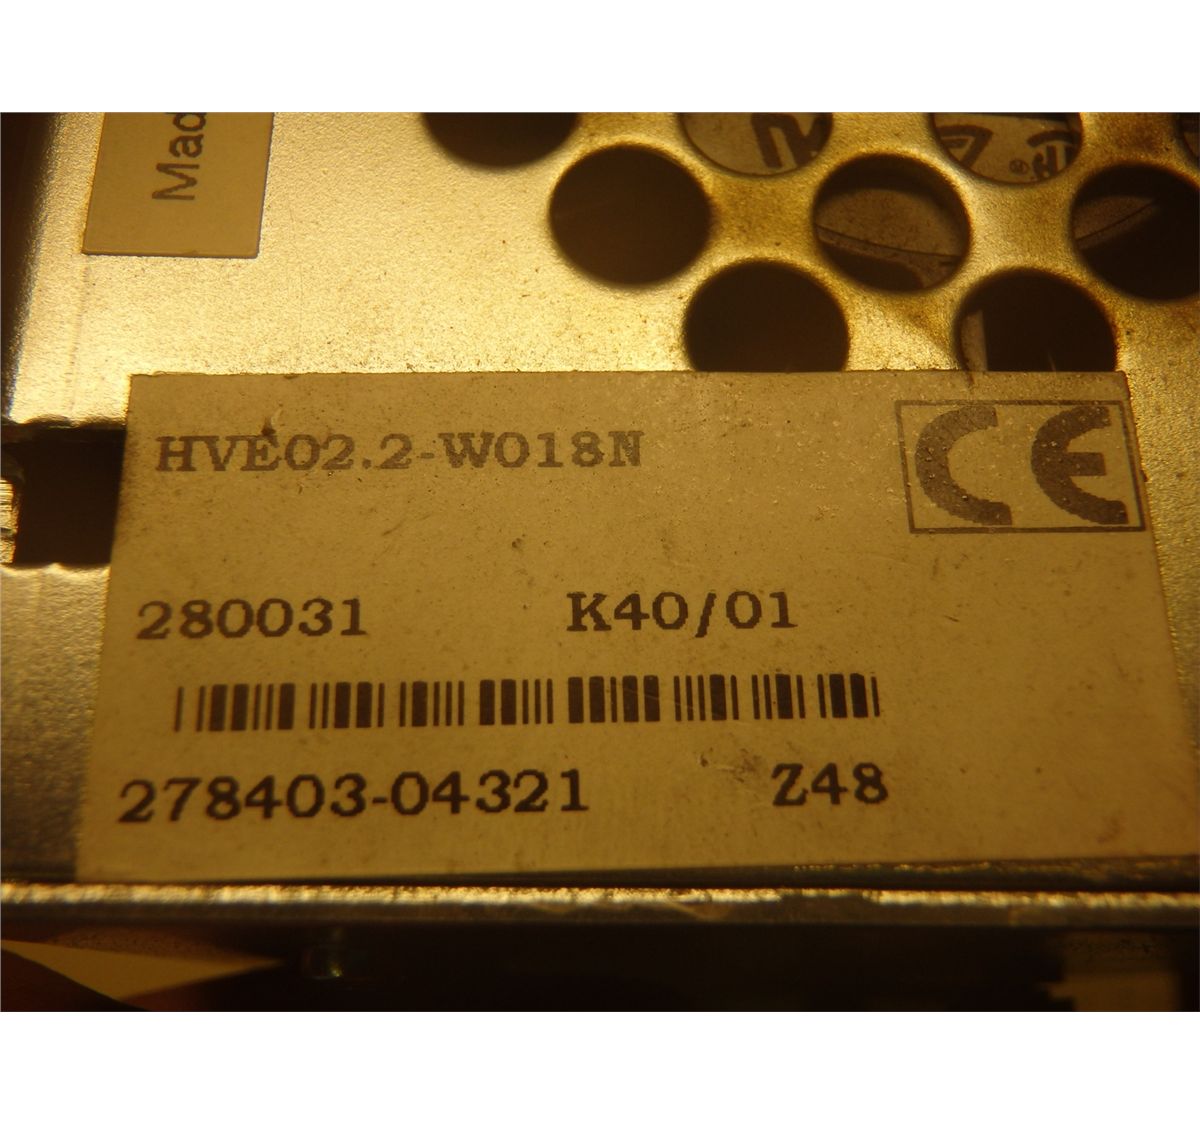 Mad
HVE02.2-W018N
CE
280031 K40/01
278403-04321 Z48